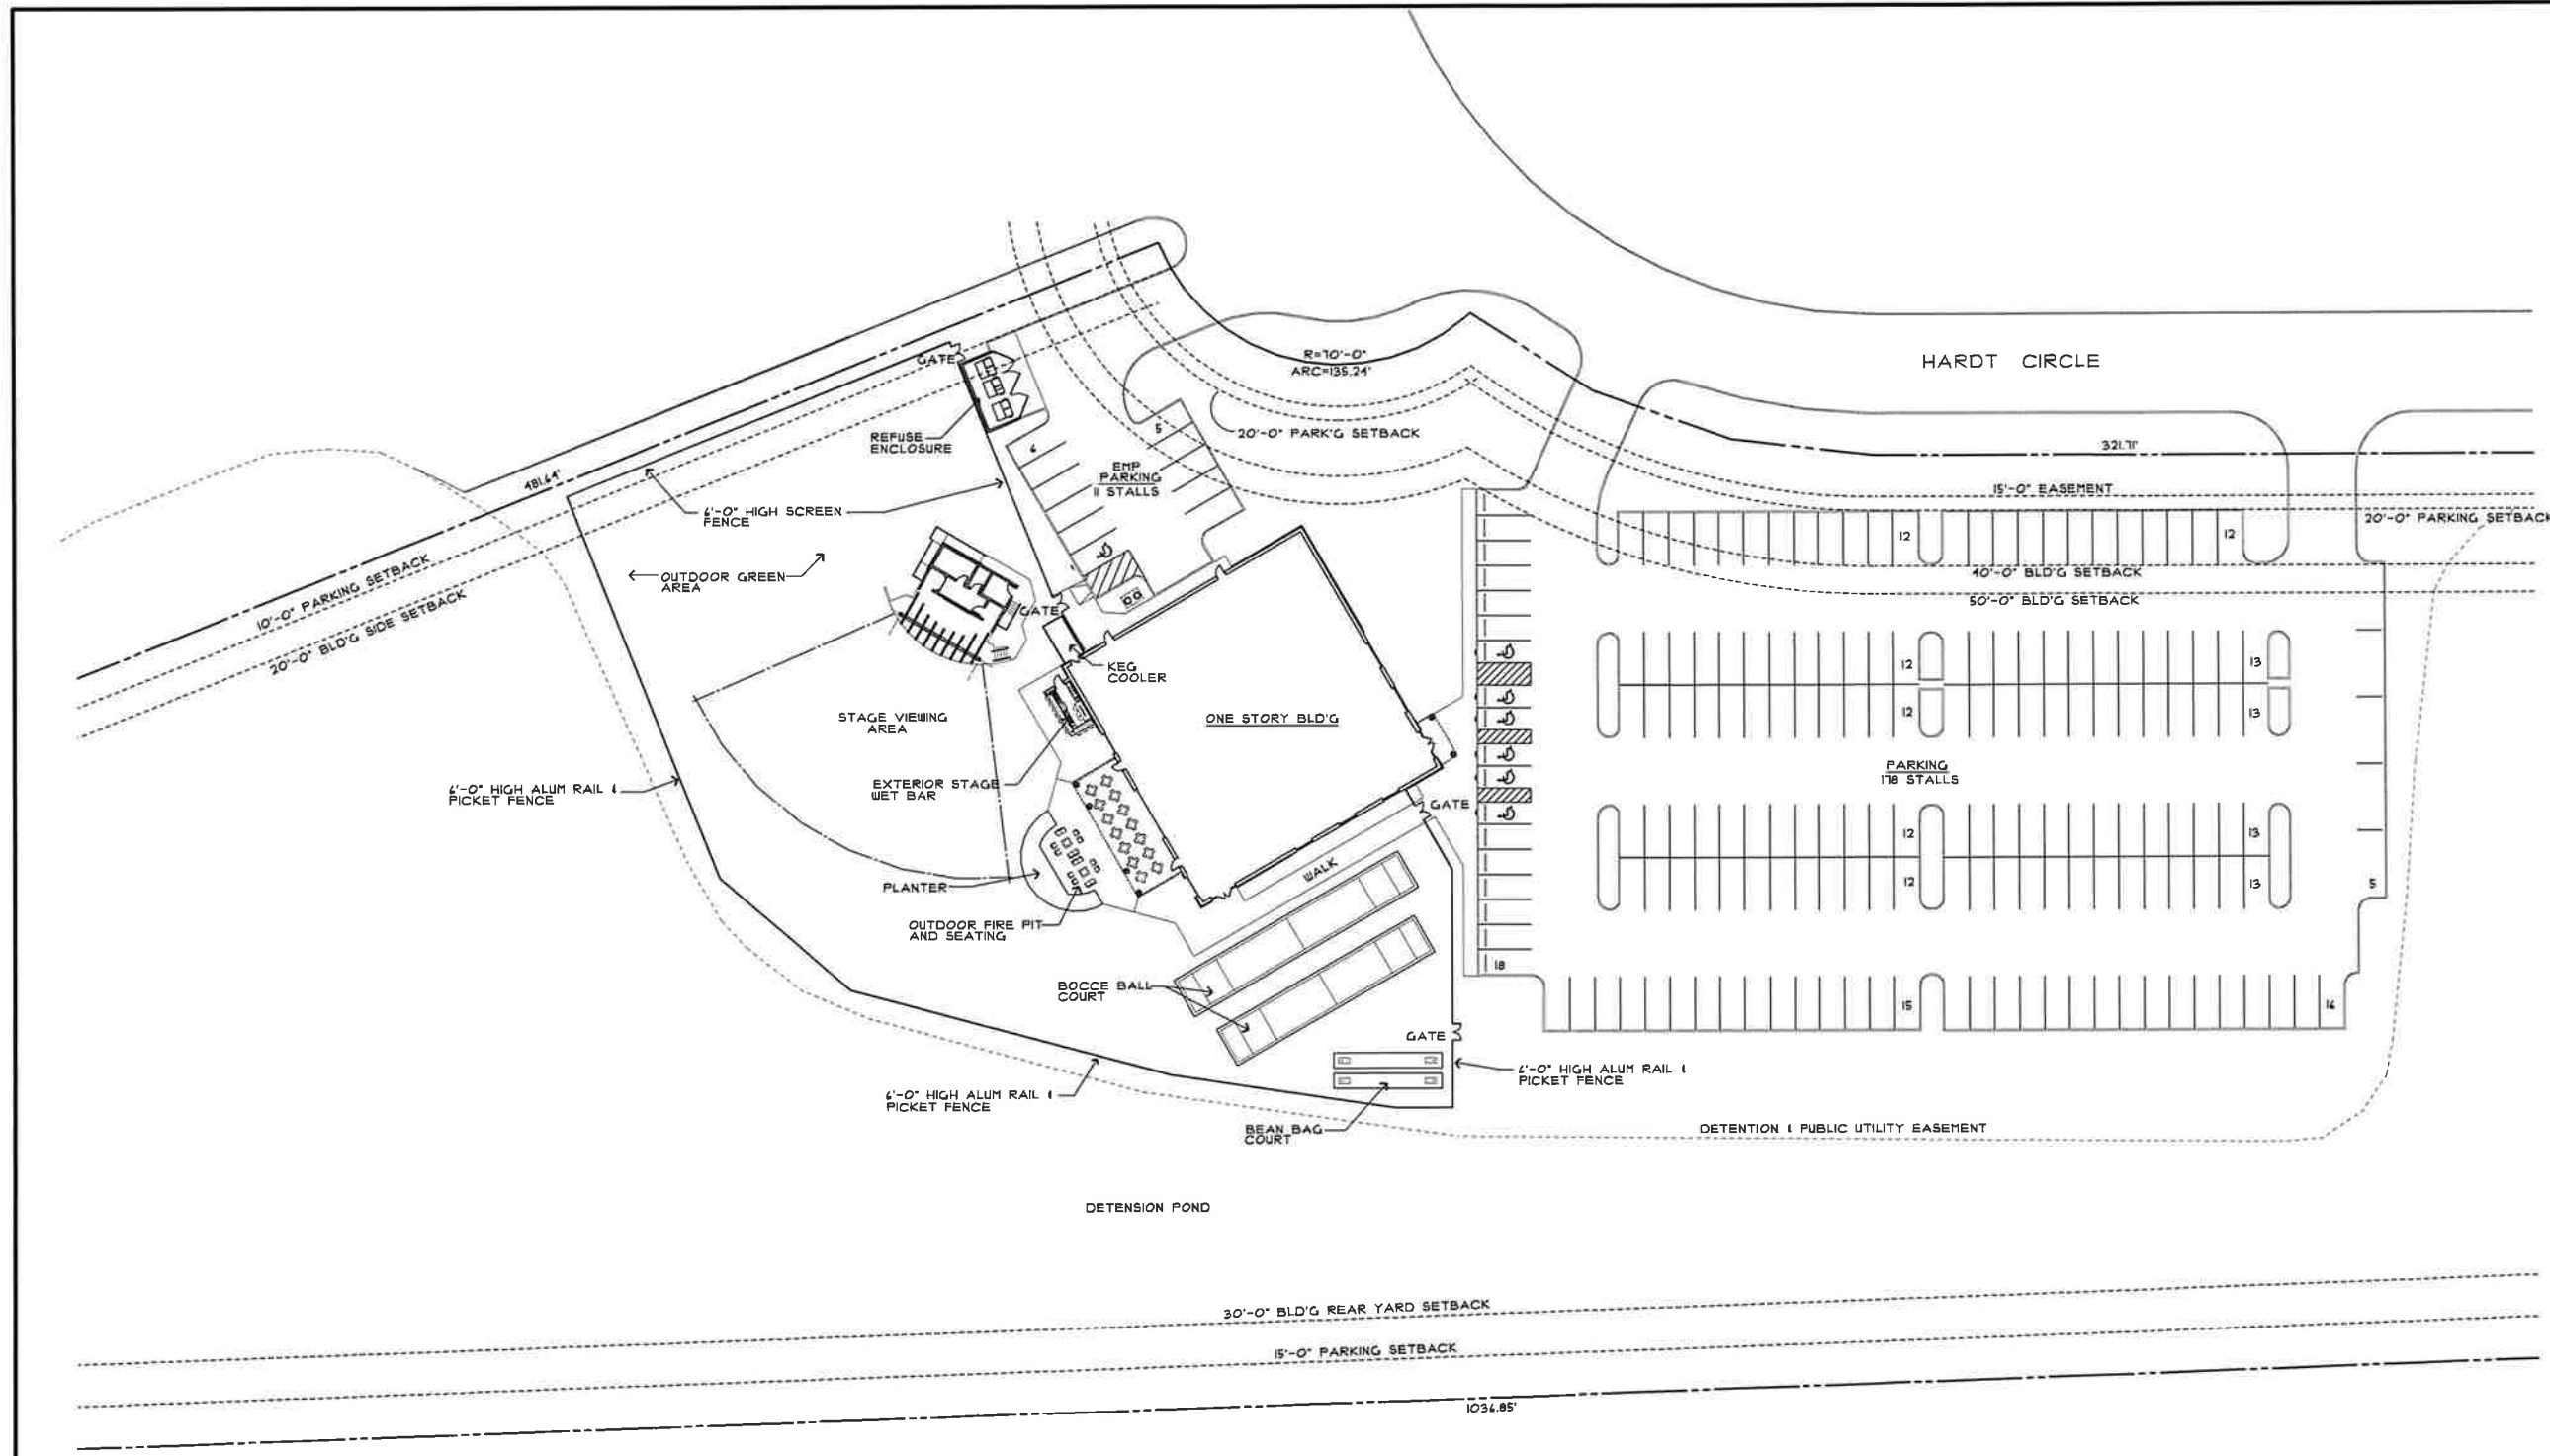 HARDT CIRCLE
GATE
R=70'-0"
ARC=135.24'
REFUSE
ENCLOSURE
6
5
20'-0" PARK'G SETBACK
321.71'
EMP
PARKING
11 STALLS
481.64'
15'-0" EASEMENT
6'-0" HIGH SCREEN
FENCE
20'-0" PARKING SETBACK
12
12
OUTDOOR GREEN
AREA
10'-0" PARKING SETBACK
20'-0" BLD'G SIDE SETBACK
40'-0" BLD'G SETBACK
50'-0" BLD'G SETBACK
GATE
KEG
COOLER
12
13
STAGE VIEWING
AREA
ONE STORY BLD'G
12
13
EXTERIOR STAGE
WET BAR
PARKING
178 STALLS
6'-0" HIGH ALUM RAIL &
PICKET FENCE
GATE
12
13
WALK
PLANTER
12
13
5
OUTDOOR FIRE PIT
AND SEATING
18
BOCCE BALL
COURT
15
16
GATE
6'-0" HIGH ALUM RAIL &
PICKET FENCE
6'-0" HIGH ALUM RAIL &
PICKET FENCE
BEAN BAG
COURT
DETENTION & PUBLIC UTILITY EASEMENT
DETENSION POND
30'-0" BLD'G REAR YARD SETBACK
15'-0" PARKING SETBACK
1036.85'